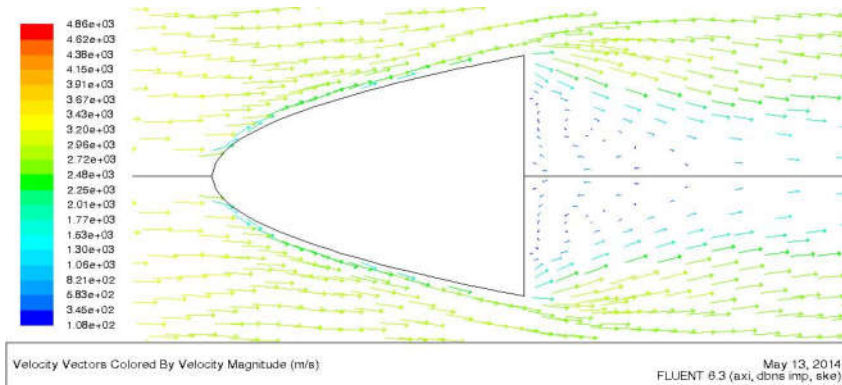 4.86e+03
4.62e+03
4.38e+03
4.15e+03
3.91e+03
3.67e+03
3.43e+03
3.20e+03
2.96e+03
2.72e+03
2.48e+03
2.25e+03
2.01e+03
1.77e+03
1.53e+03
1.30e+03
1.06e+03
8.21e+02
5.83e+02
3.45e+02
1.08e+02
Velocity Vectors Colored By Velocity Magnitude (m/s)
May 13, 2014
FLUENT 6.3 (axi, dbns imp, ske)